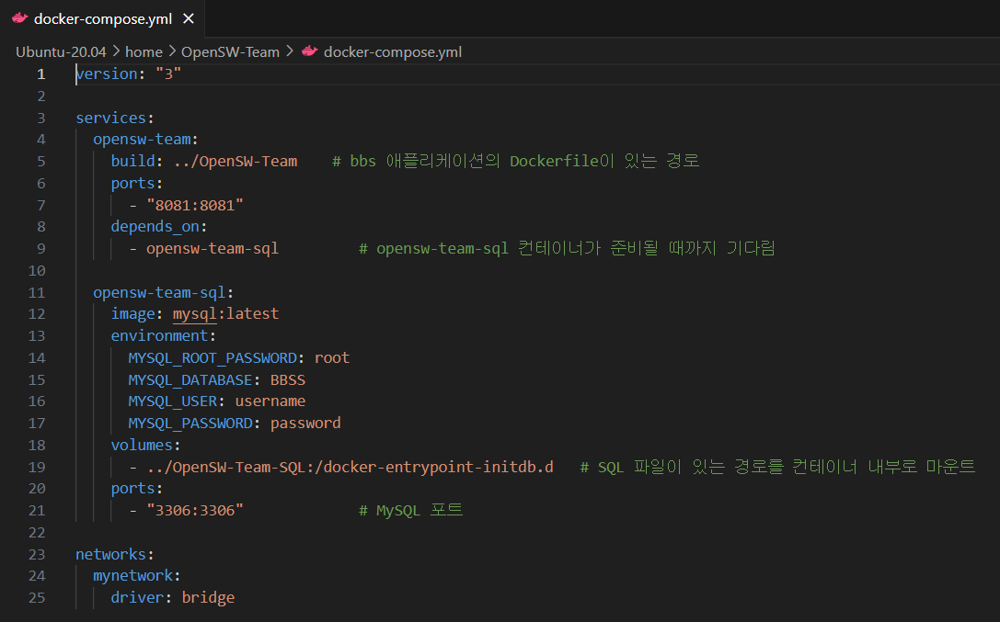 docker-compose.yml
Ubuntu-20.04 > home > OpenSW-Team > docker-compose.yml
1 version: "3"
2
3 services:
4   opensw-team:
5     build: ../OpenSW-Team    # bbs 애플리케이션의 Dockerfile이 있는 경로
6     ports:
7       - "8081:8081"
8     depends_on:
9       - opensw-team-sql         # opensw-team-sql 컨테이너가 준비될 때까지 기다림
10
11   opensw-team-sql:
12     image: mysql:latest
13     environment:
14       MYSQL_ROOT_PASSWORD: root
15       MYSQL_DATABASE: BBSS
16       MYSQL_USER: username
17       MYSQL_PASSWORD: password
18     volumes:
19       - ../OpenSW-Team-SQL:/docker-entrypoint-initdb.d   # SQL 파일이 있는 경로를 컨테이너 내부로 마운트
20     ports:
21       - "3306:3306"             # MySQL 포트
22
23 networks:
24   mynetwork:
25     driver: bridge